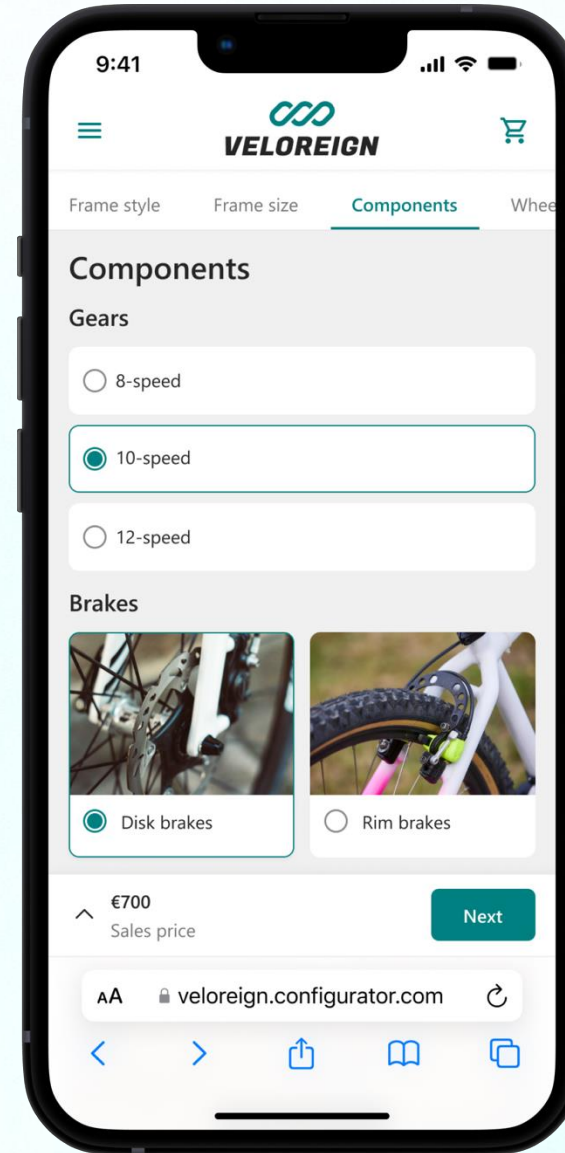 9:41
VELOREIGN
Frame style Frame size Components Whee
Components
Gears
8-speed
10-speed
12-speed
Brakes
Disk brakes Rim brakes
€700
Sales price
Next
AA veloreign.configurator.com